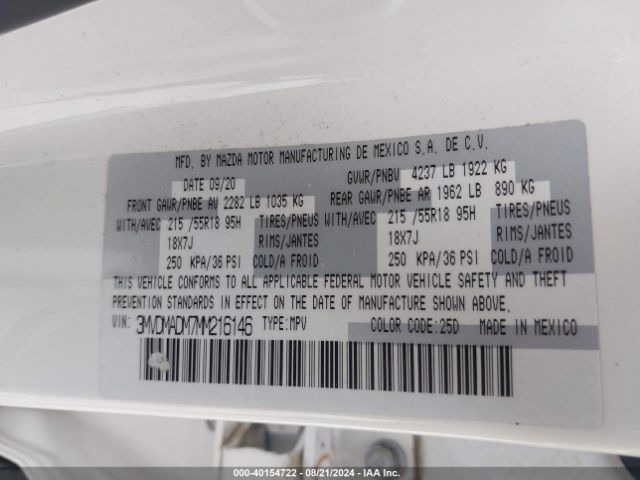 MFD. BY MAZDA MOTOR MANUFACTURING DE MEXICO S.A. DE C.V.
DATE 09/20 GVWR/PNBV 4237 LB 1922 KG
FRONT GAWR/PNBE AV 2282 LB 1035 KG REAR GAWR/PNBE AR 1962 LB 890 KG
WITH/AVEC 215 /55R18 95H TIRES/PNEUS WITH/AVEC 215 /55R18 95H TIRES/PNEUS
18X7J RIMS/JANTES 18X7J RIMS/JANTES
250 KPA/36 PSI COLD/A FROID 250 KPA/36 PSI COLD/A FROID
THIS VEHICLE CONFORMS TO ALL APPLICABLE FEDERAL MOTOR VEHICLE SAFETY AND THEFT
PREVENTION STANDARDS IN EFFECT ON THE DATE OF MANUFACTURE SHOWN ABOVE.
VIN: 3MVDMADM7MM216146 TYPE:MPV COLOR CODE:25D MADE IN MEXICO
000-40154722 - 08/21/2024 - IAA Inc.